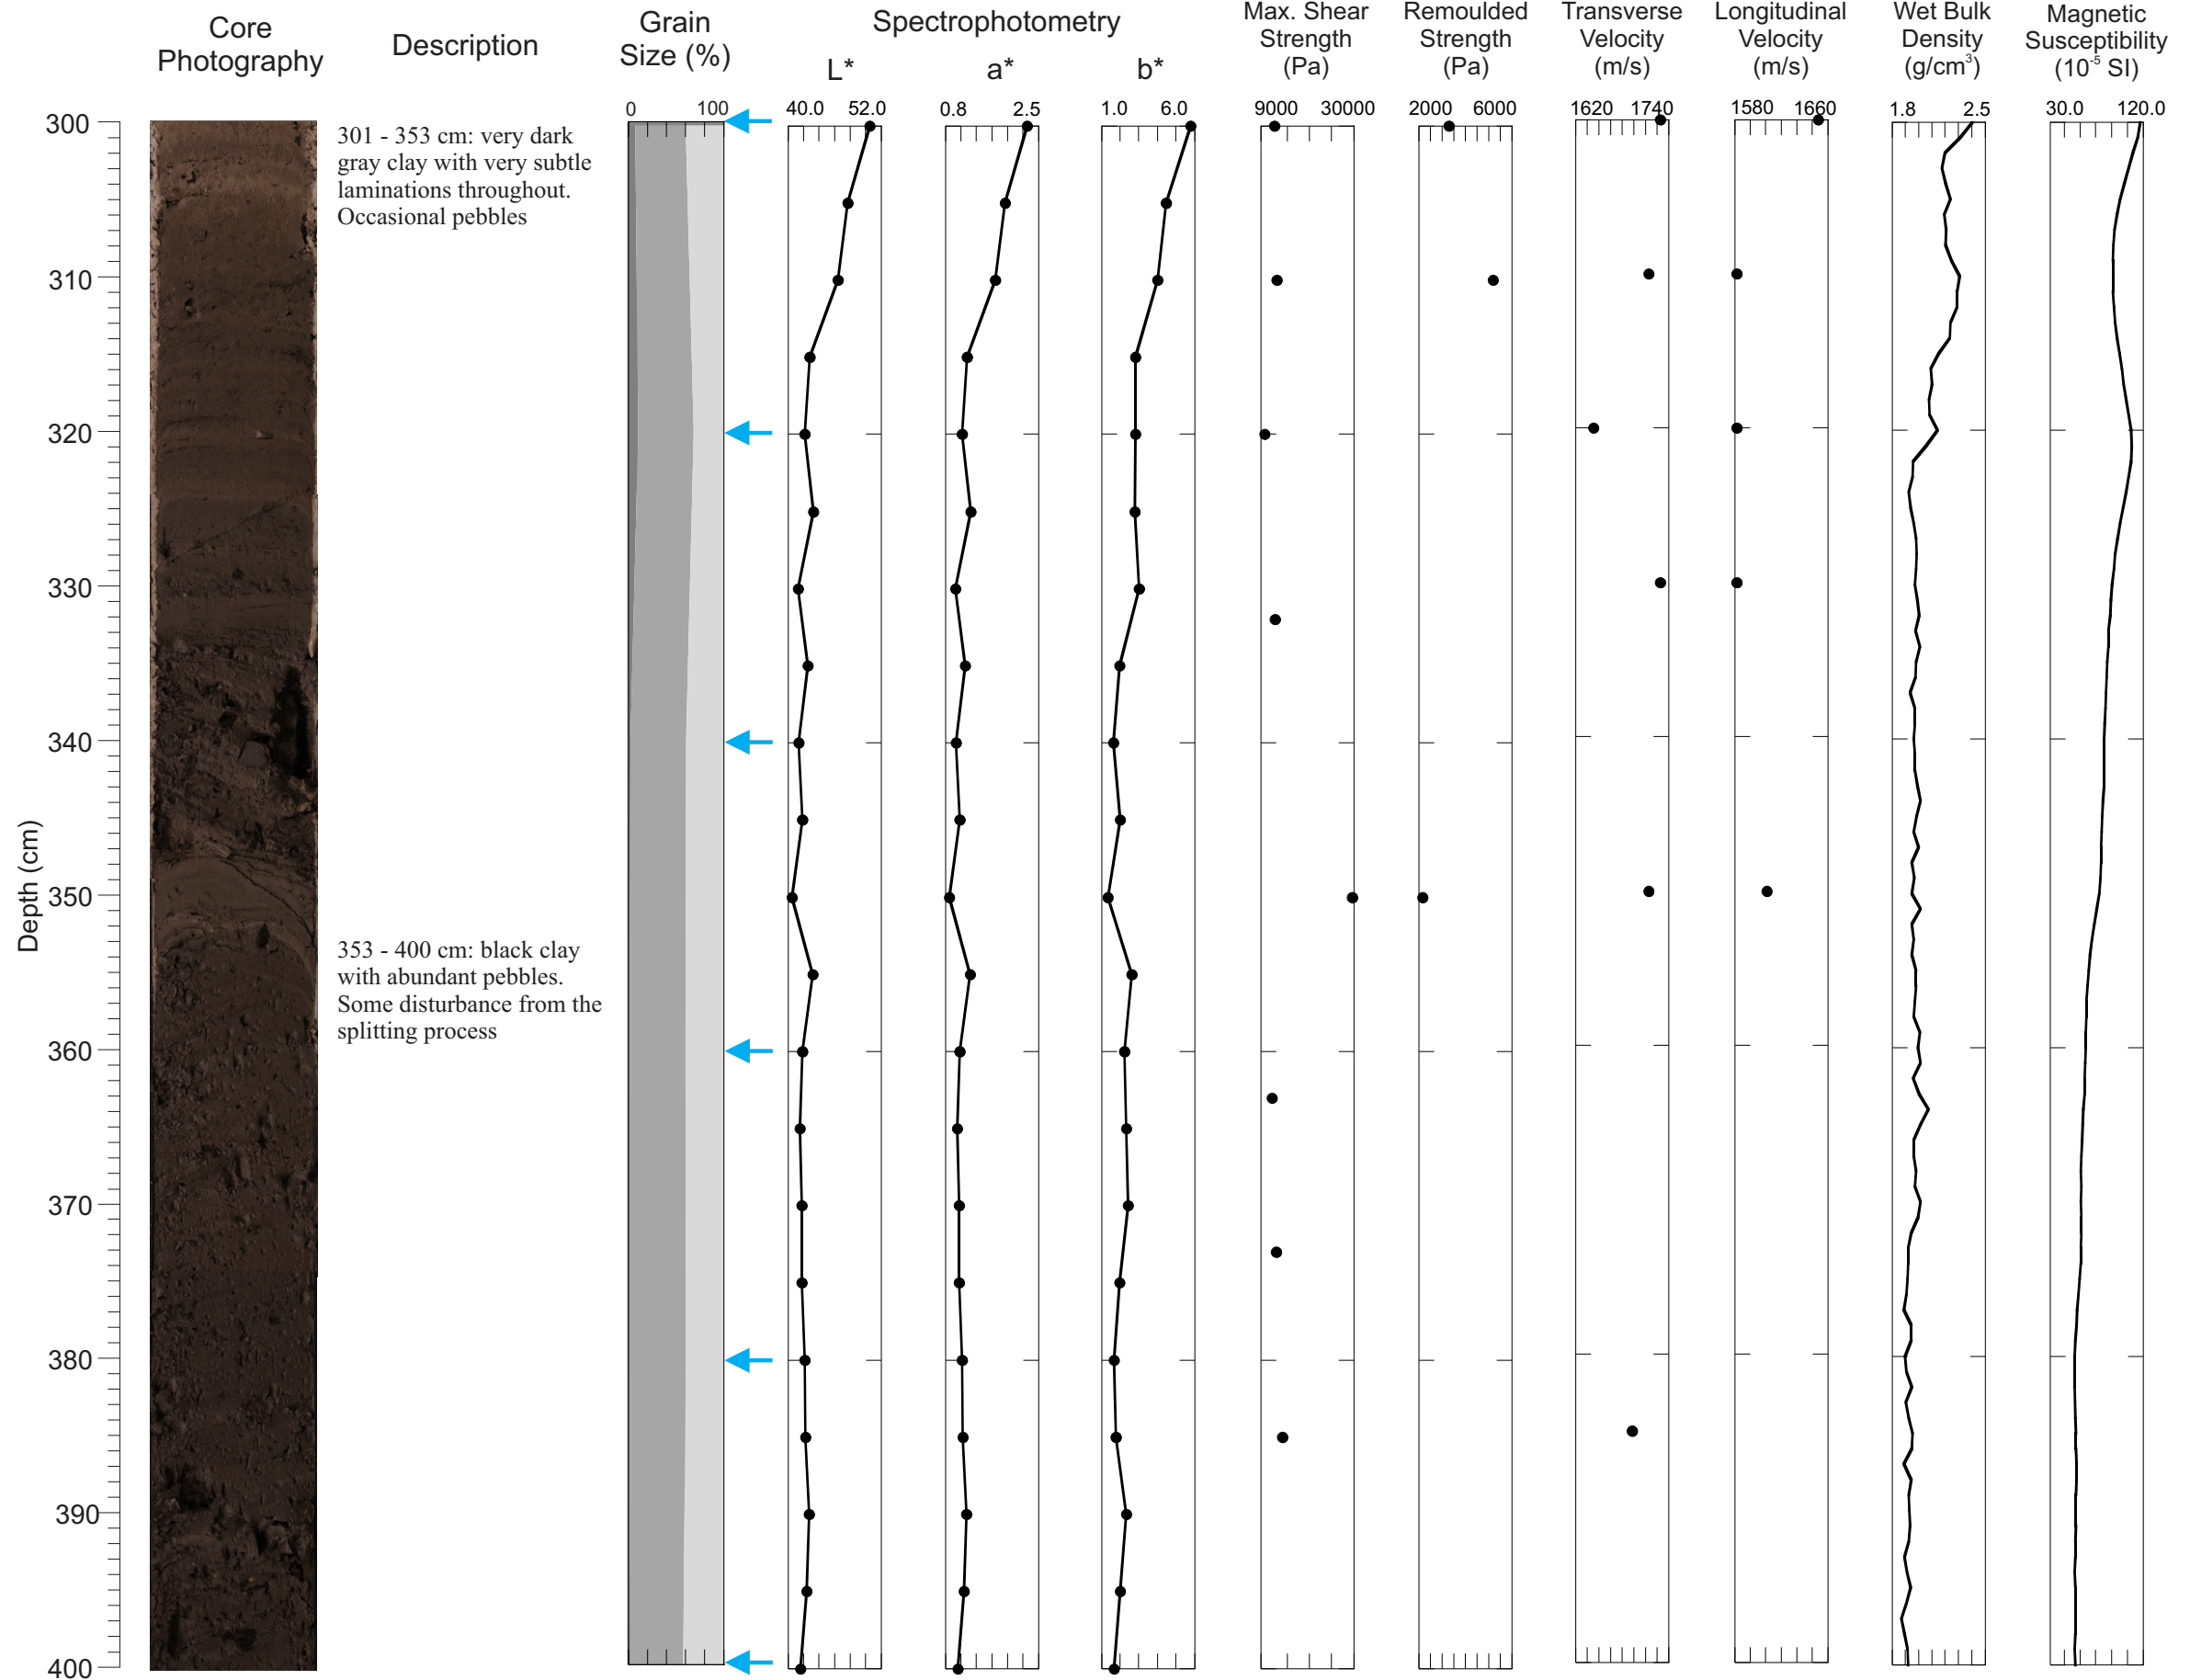 Core
Photography
Description
Grain
Size (%)
Spectrophotometry
L*
a*
b*
Max. Shear
Strength
(Pa)
Remoulded
Strength
(Pa)
Transverse
Velocity
(m/s)
Longitudinal
Velocity
(m/s)
Wet Bulk
Density
(g/cm³)
Magnetic
Susceptibility
(10⁻⁵ SI)
0 100
40.0 52.0
0.8 2.5
1.0 6.0
9000 30000
2000 6000
1620 1740
1580 1660
1.8 2.5
30.0 120.0
Depth (cm)
300
310
320
330
340
350
360
370
380
390
400
301 - 353 cm: very dark
gray clay with very subtle
laminations throughout.
Occasional pebbles
353 - 400 cm: black clay
with abundant pebbles.
Some disturbance from the
splitting process